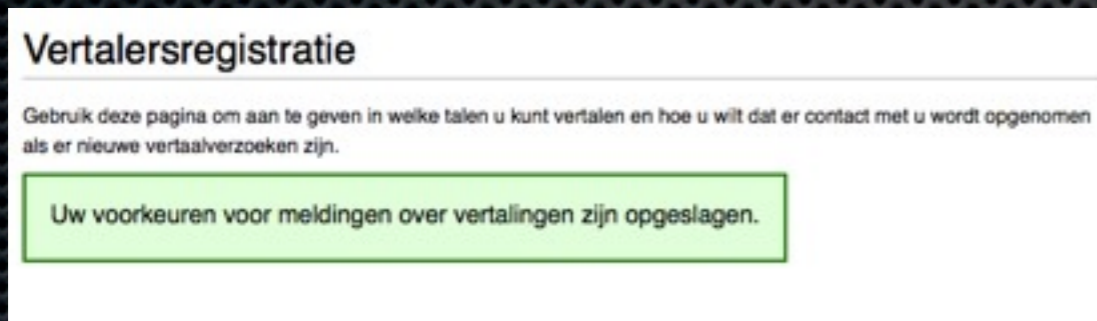 Vertalersregistratie
Gebruik deze pagina om aan te geven in welke talen u kunt vertalen en hoe u wilt dat er contact met u wordt opgenomen
als er nieuwe vertaalverzoeken zijn.
Uw voorkeuren voor meldingen over vertalingen zijn opgeslagen.